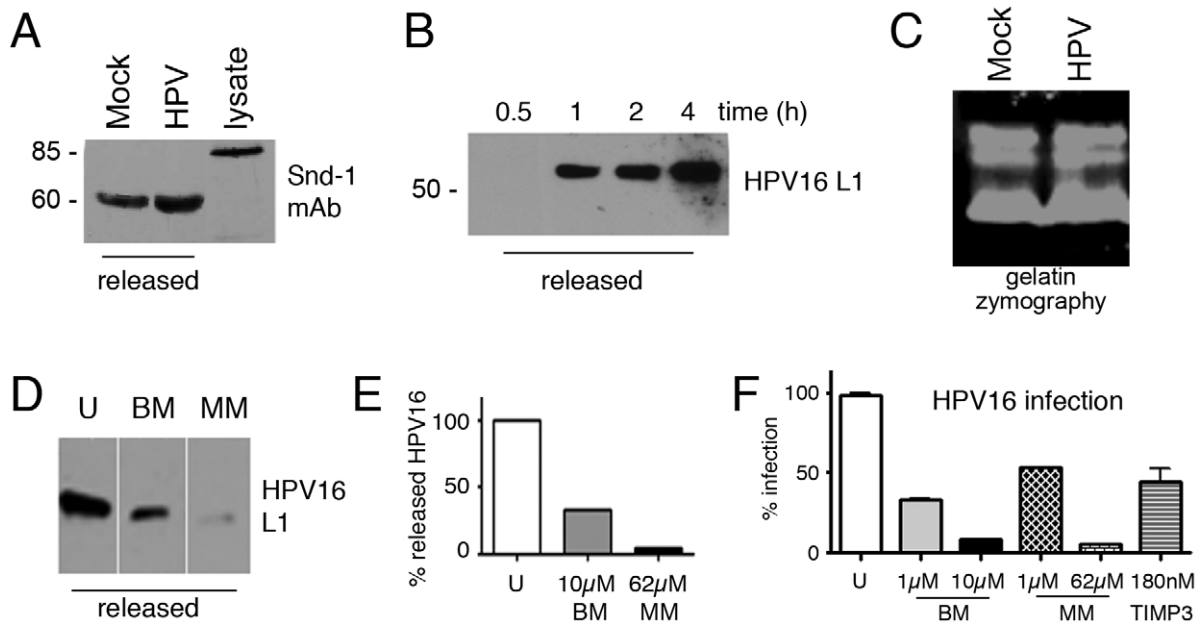 A
Mock
HPV
lysate
85 -
60 -
Snd-1
mAb
released
B
0.5 1 2 4 time (h)
50 -
HPV16 L1
released
C
Mock
HPV
gelatin
zymography
D
U BM MM
HPV16
L1
released
E
% released HPV16
100
50
0
U 10µM 62µM
BM MM
F
HPV16 infection
% infection
100
50
0
U 1µM 10µM 1µM 62µM 180nM
BM MM TIMP3